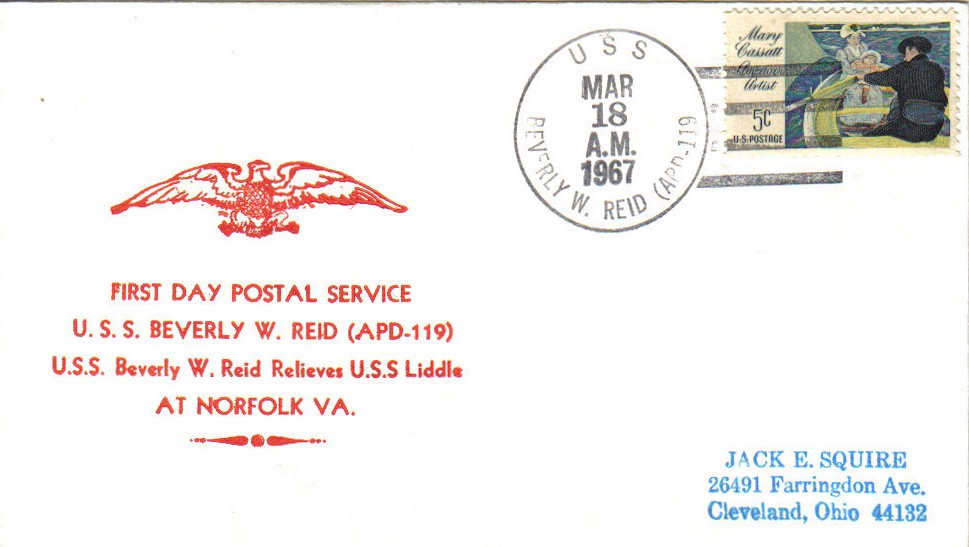 USS
MAR
18
A.M.
1967
BEVERLY W. REID (APD-119)
Mary
Cassatt
American
Artist
5c
U.S. POSTAGE
FIRST DAY POSTAL SERVICE
U. S. S. BEVERLY W. REID (APD-119)
U.S.S. Beverly W. Reid Relieves U.S.S Liddle
AT NORFOLK VA.
JACK E. SQUIRE
26491 Farringdon Ave.
Cleveland, Ohio 44132